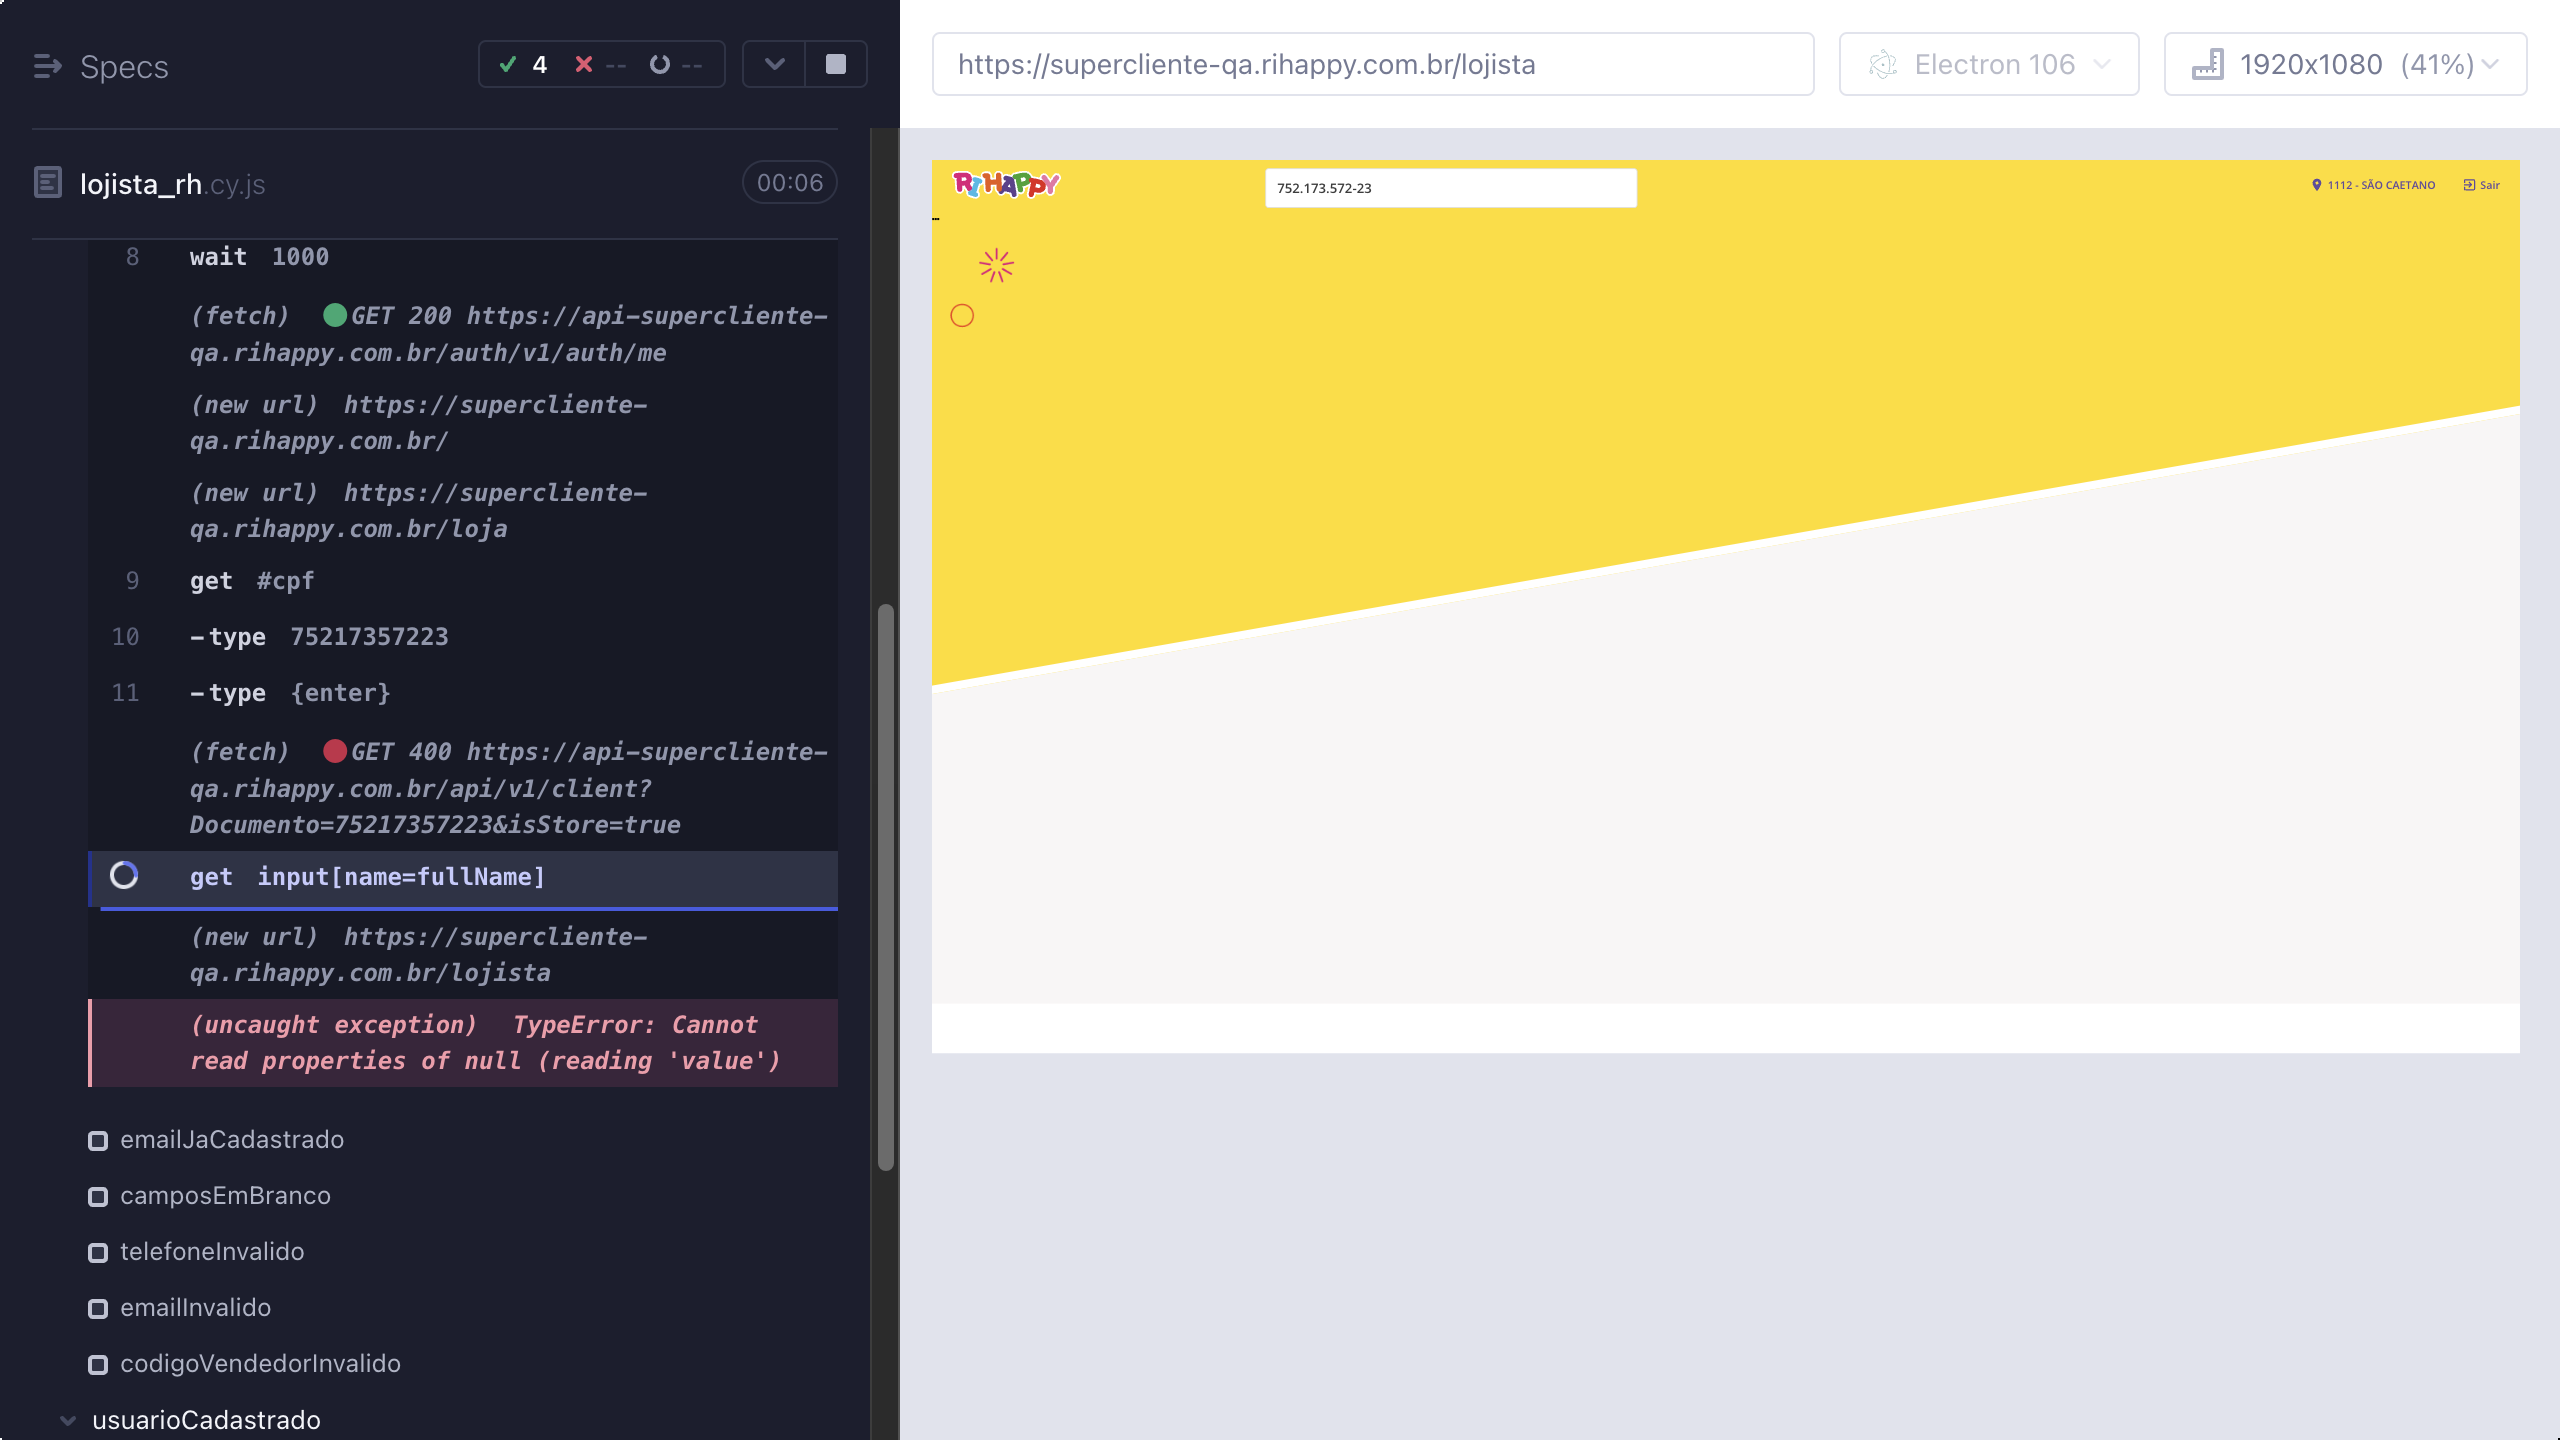 Specs
4 -- --
lojista_rh.cy.js 00:06
8 wait 1000
(fetch) GET 200 https://api-supercliente-
qa.rihappy.com.br/auth/v1/auth/me
(new url) https://supercliente-
qa.rihappy.com.br/
(new url) https://supercliente-
qa.rihappy.com.br/loja
9 get #cpf
10 -type 75217357223
11 -type {enter}
(fetch) GET 400 https://api-supercliente-
qa.rihappy.com.br/api/v1/client?
Documento=75217357223&isStore=true
get input[name=fullName]
(new url) https://supercliente-
qa.rihappy.com.br/lojista
(uncaught exception) TypeError: Cannot
read properties of null (reading 'value')
emailJaCadastrado
camposEmBranco
telefoneInvalido
emailInvalido
codigoVendedorInvalido
usuarioCadastrado
https://supercliente-qa.rihappy.com.br/lojista
Electron 106
1920x1080 (41%)
RIHAPPY
752.173.572-23
1112 - SÃO CAETANO
Sair